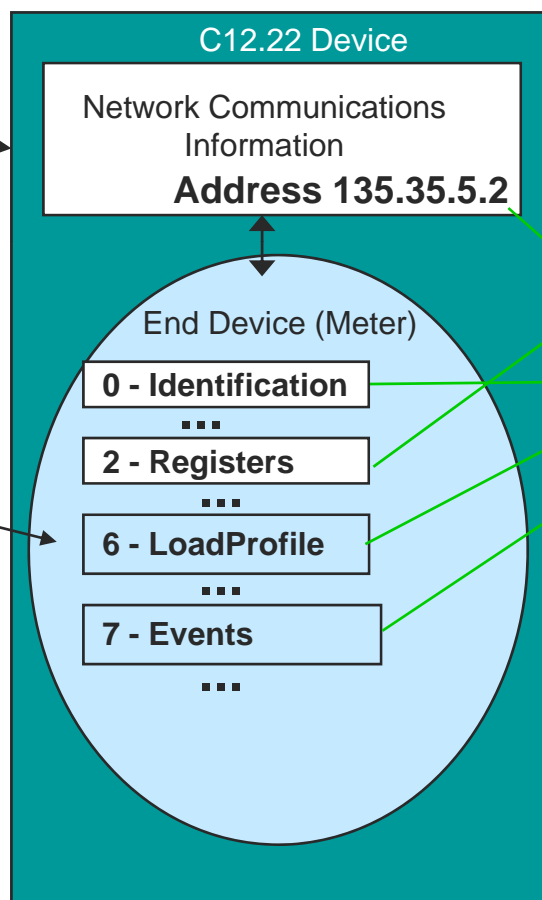 C12.22 Device
Network Communications
Information
Address 135.35.5.2
End Device (Meter)
0 - Identification
...
2 - Registers
...
6 - LoadProfile
...
7 - Events
...